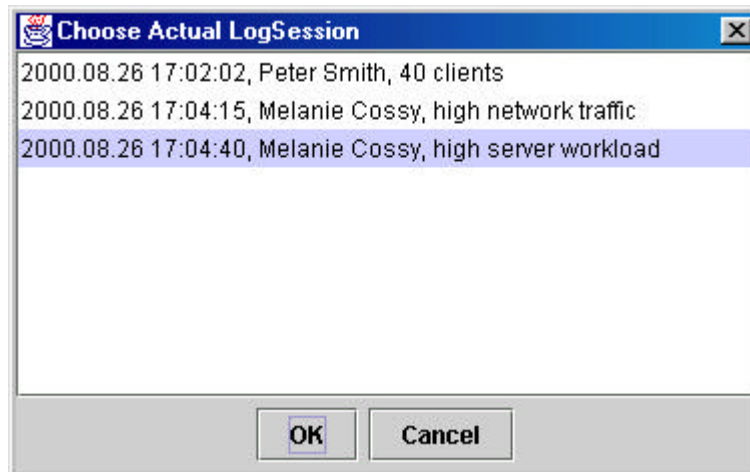 Choose Actual LogSession
2000.08.26 17:02:02, Peter Smith, 40 clients
2000.08.26 17:04:15, Melanie Cossy, high network traffic
2000.08.26 17:04:40, Melanie Cossy, high server workload
OK Cancel